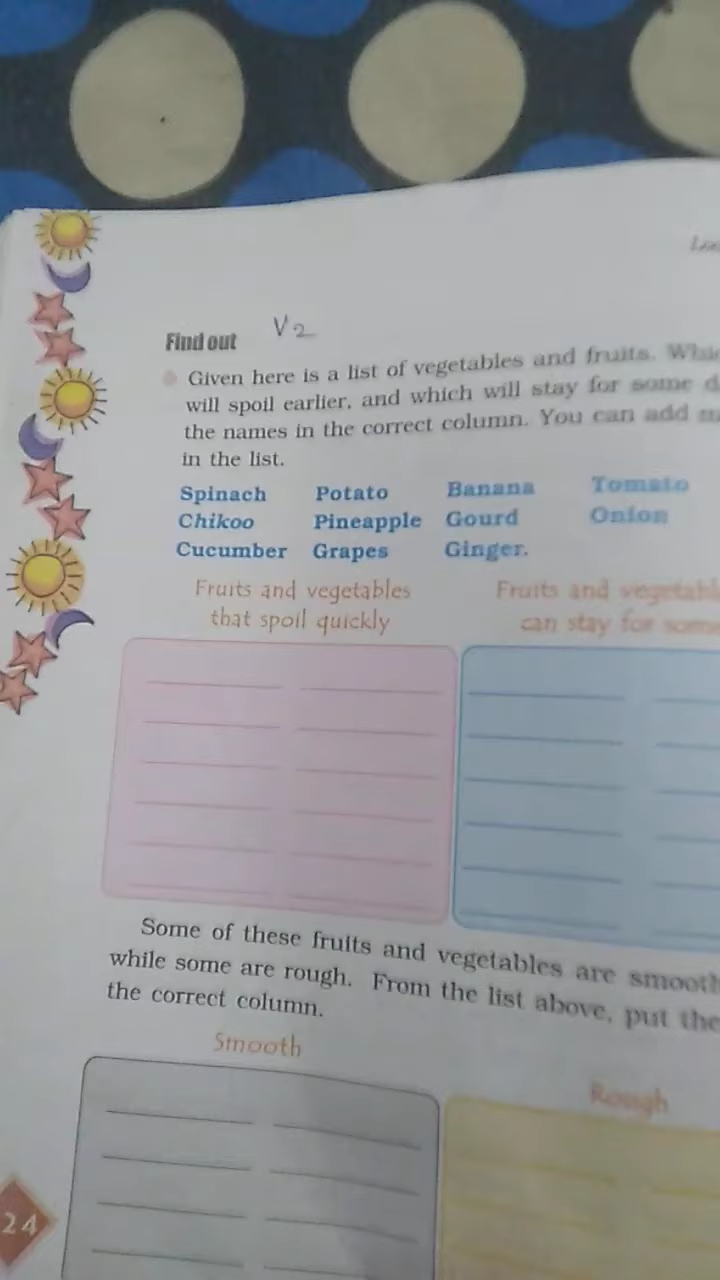 Find out V2
Given here is a list of vegetables and fruits.
will spoil earlier, and which will stay for some
the names in the correct column. You can add
in the list.
Spinach Potato Banana Tomato
Chikoo Pineapple Gourd Onion
Cucumber Grapes Ginger.
Fruits and vegetables Fruits and
that spoil quickly can stay for some
Some of these fruits and vegetables are smooth
while some are rough. From the list above, put the
the correct column.
Smooth
Rough
24